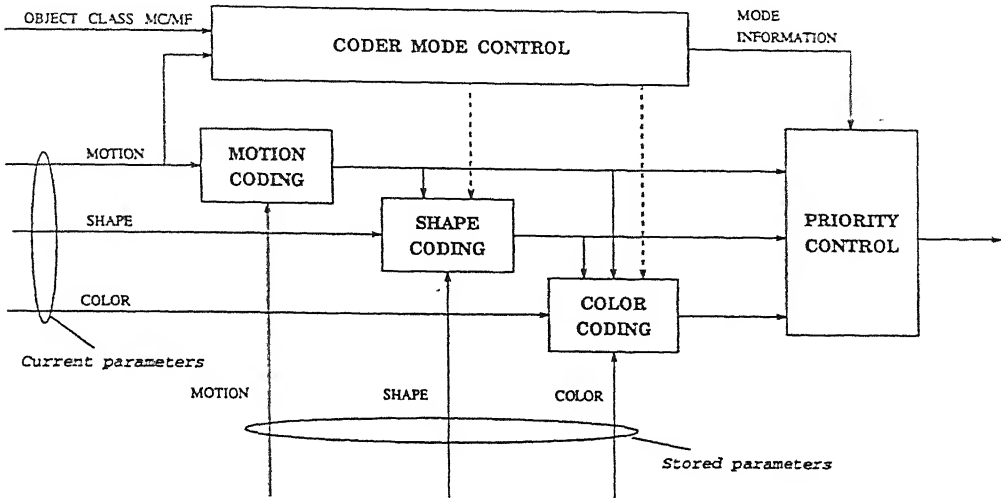 OBJECT CLASS MC/MF
CODER MODE CONTROL
MODE
INFORMATION
MOTION
MOTION
CODING
SHAPE
SHAPE
CODING
PRIORITY
CONTROL
COLOR
COLOR
CODING
Current parameters
MOTION
SHAPE
COLOR
Stored parameters